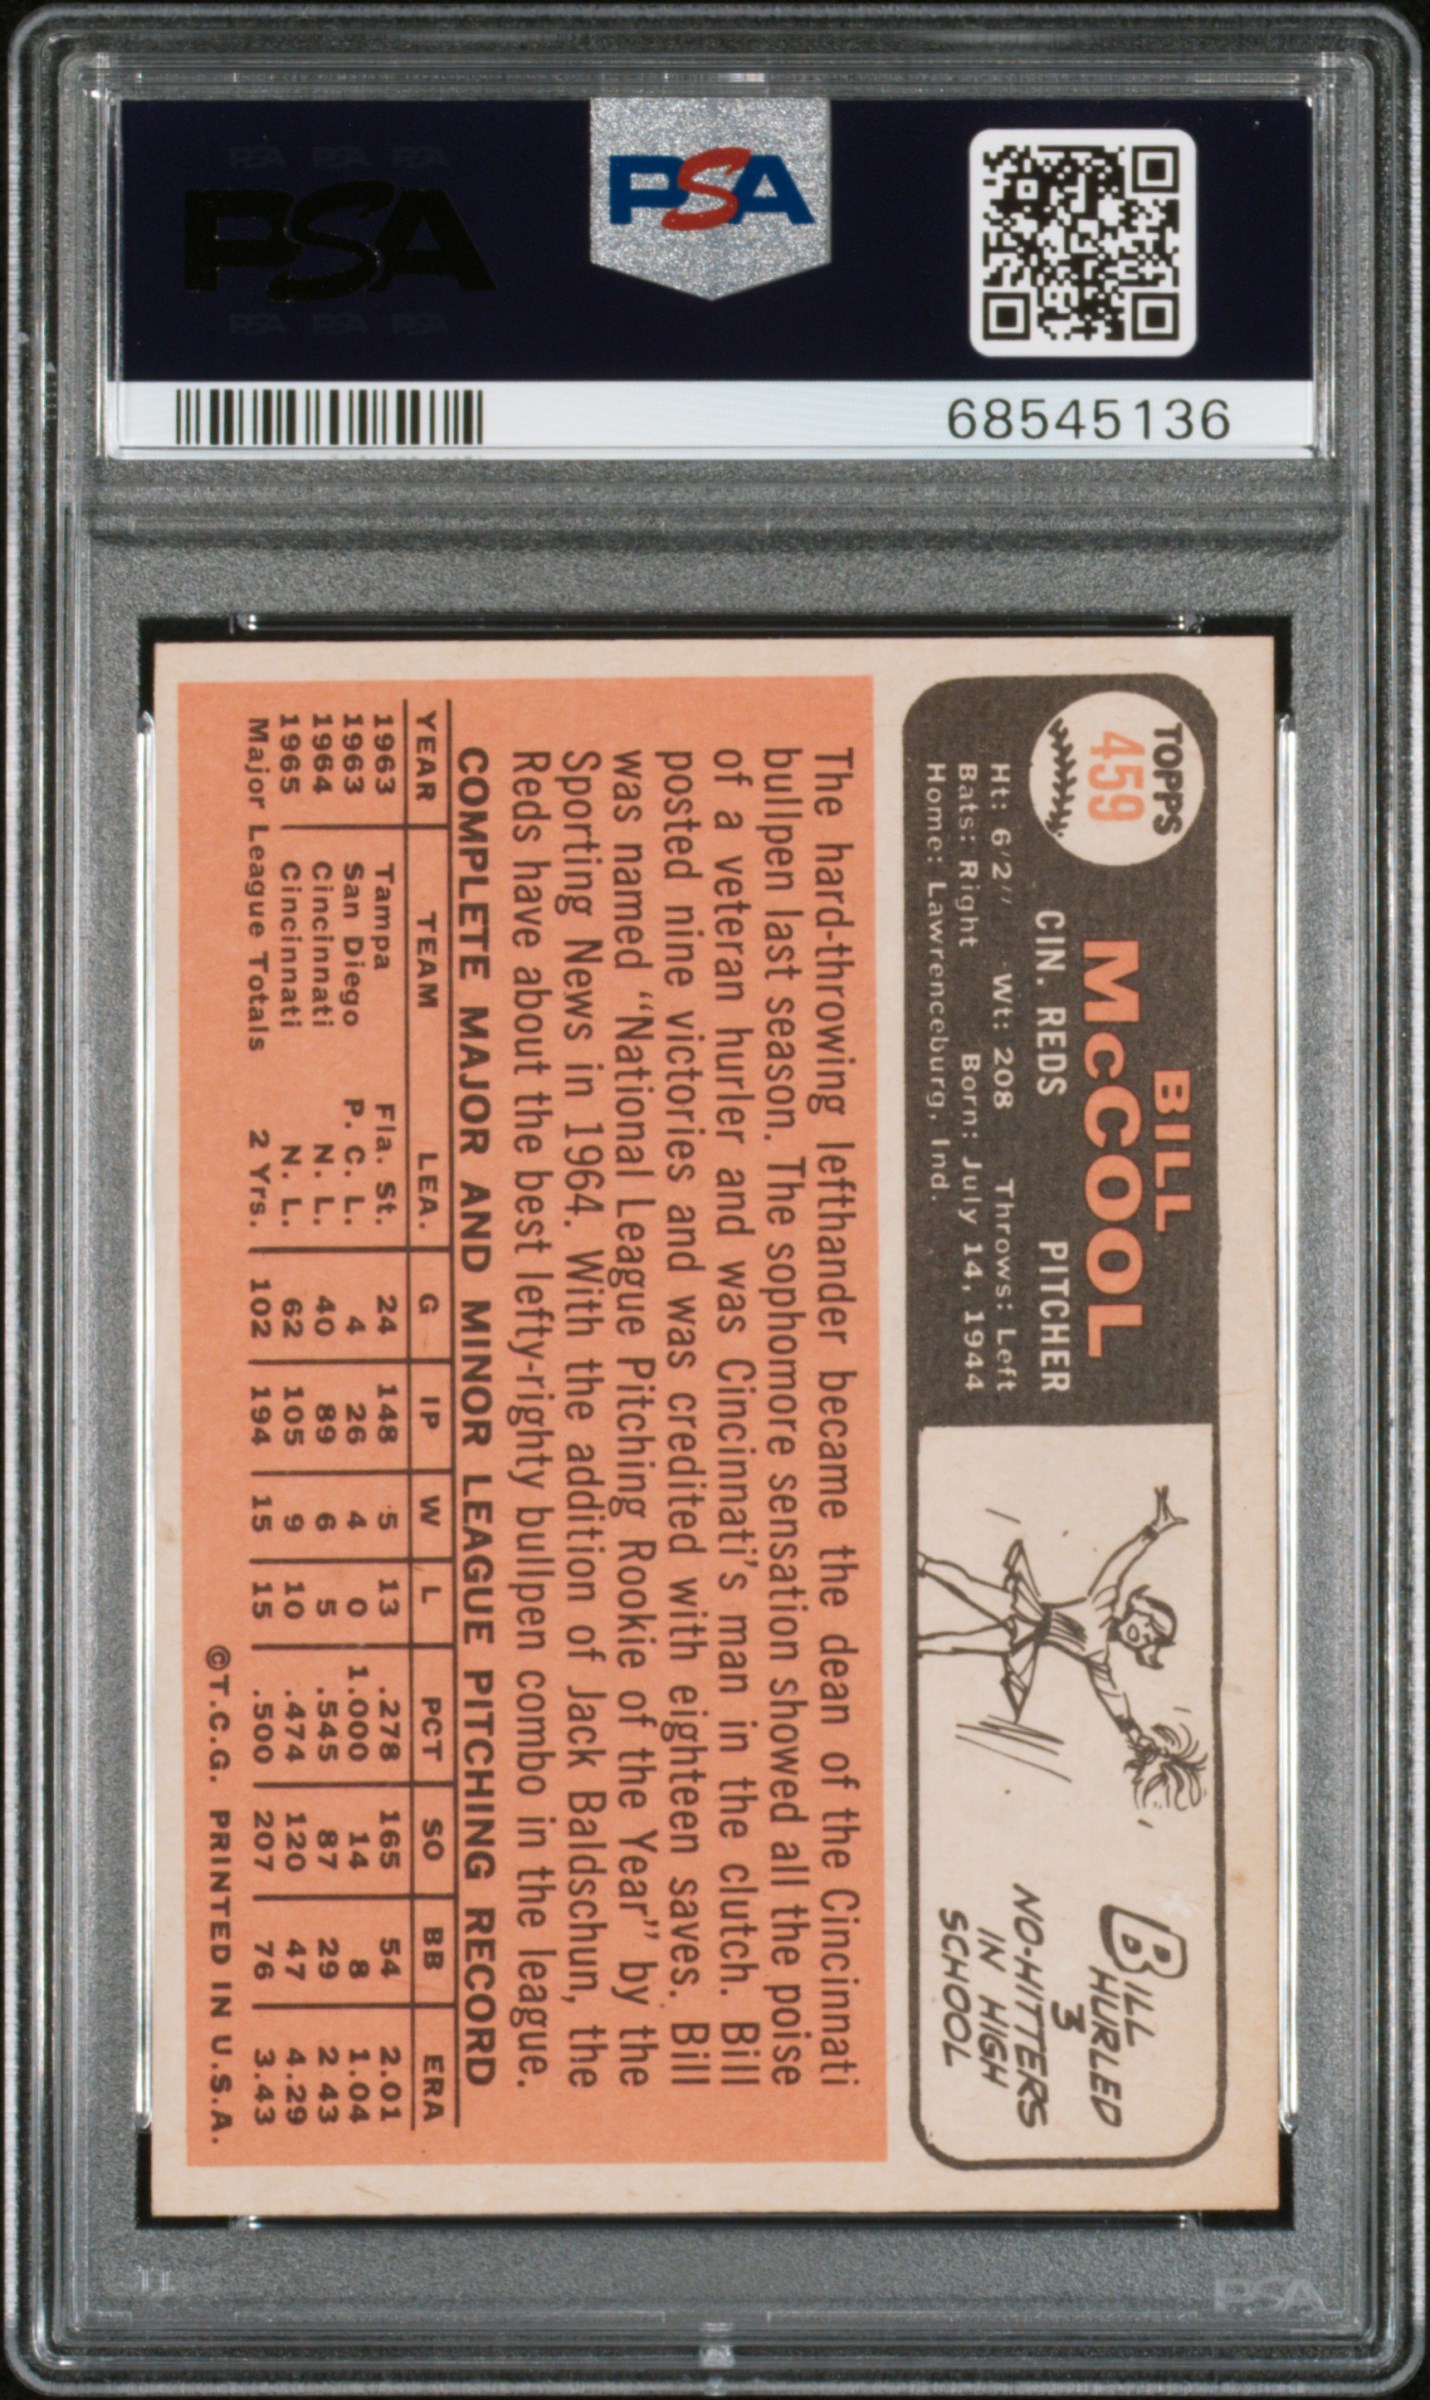 PSA PSA PSA
PSA
PSA PSA PSA
PSA
68545136
TOPPS
459
BILL
McCOOL
CIN. REDS PITCHER
Ht: 6'2" Wt: 208 Throws: Left
Bats: Right Born: July 14, 1944
Home: Lawrenceburg, Ind.
BILL
HURLED
3
NO-HITTERS
IN HIGH
SCHOOL
The hard-throwing lefthander became the dean of the Cincinnati
bullpen last season. The sophomore sensation showed all the poise
of a veteran hurler and was Cincinnati's man in the clutch. Bill
posted nine victories and was credited with eighteen saves. Bill
was named "National League Pitching Rookie of the Year" by the
Sporting News in 1964. With the addition of Jack Baldschun, the
Reds have about the best lefty-righty bullpen combo in the league.
COMPLETE MAJOR AND MINOR LEAGUE PITCHING RECORD
YEAR TEAM LEA. G IP W L PCT SO BB ERA
1963 Tampa Fla. St. 24 148 5 13 .278 165 54 2.01
1963 San Diego P. C. L. 4 26 4 0 1.000 14 8 1.04
1964 Cincinnati N. L. 40 89 6 5 .545 87 29 2.43
1965 Cincinnati N. L. 62 105 9 10 .474 120 47 4.29
Major League Totals 2 Yrs. 102 194 15 15 .500 207 76 3.43
©T.C.G. PRINTED IN U.S.A.
PSA